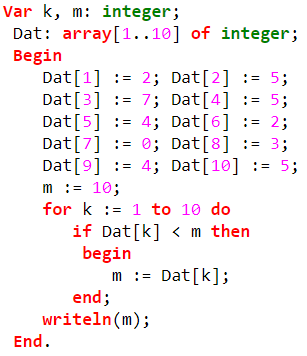 Var k, m: integer;
Dat: array[1..10] of integer;
Begin
Dat[1] := 2; Dat[2] := 5;
Dat[3] := 7; Dat[4] := 5;
Dat[5] := 4; Dat[6] := 2;
Dat[7] := 0; Dat[8] := 3;
Dat[9] := 4; Dat[10] := 5;
m := 10;
for k := 1 to 10 do
if Dat[k] < m then
begin
m := Dat[k];
end;
writeln(m);
End.